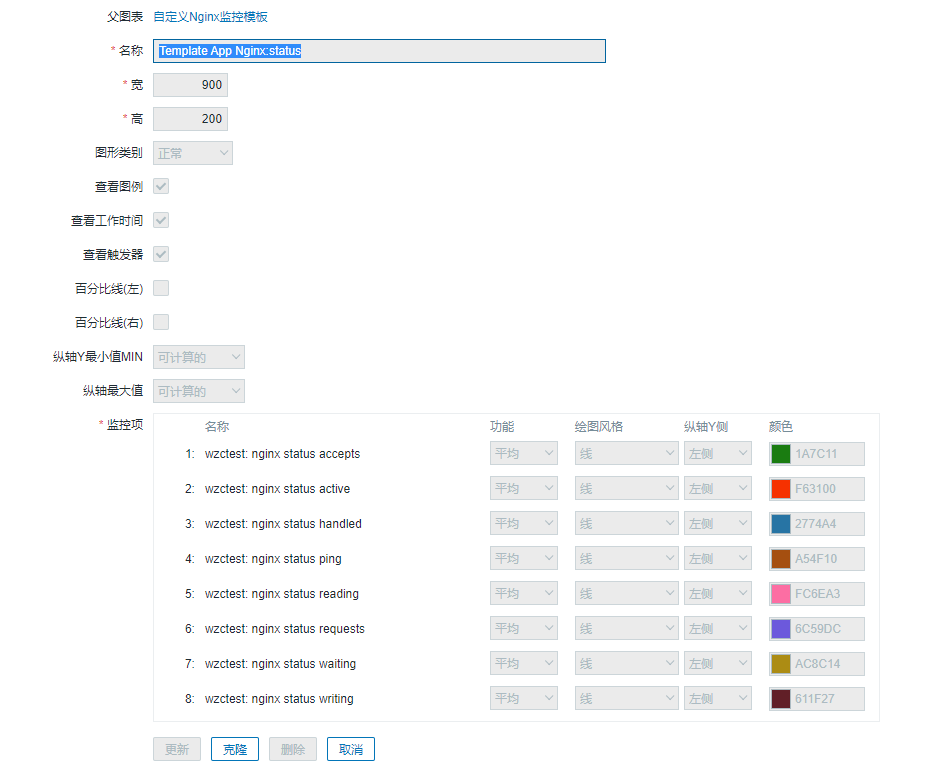 父图表 自定义Nginx监控模板
* 名称 Template App Nginx:status
* 宽 900
* 高 200
图形类别 正常
查看图例
查看工作时间
查看触发器
百分比线(左)
百分比线(右)
纵轴Y最小值MIN 可计算的
纵轴最大值 可计算的
* 监控项 名称 功能 绘图风格 纵轴Y侧 颜色
1: wzctest: nginx status accepts 平均 线 左侧 1A7C11
2: wzctest: nginx status active 平均 线 左侧 F63100
3: wzctest: nginx status handled 平均 线 左侧 2774A4
4: wzctest: nginx status ping 平均 线 左侧 A54F10
5: wzctest: nginx status reading 平均 线 左侧 FC6EA3
6: wzctest: nginx status requests 平均 线 左侧 6C59DC
7: wzctest: nginx status waiting 平均 线 左侧 AC8C14
8: wzctest: nginx status writing 平均 线 左侧 611F27
更新 克隆 删除 取消